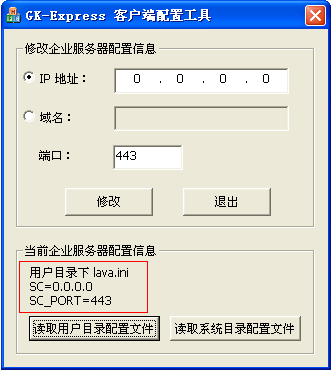 GK-Express 客户端配置工具
修改企业服务器配置信息
IP 地址： 0 . 0 . 0 . 0
域名：
端口： 443
修改 退出
当前企业服务器配置信息
用户目录下 lava.ini
SC=0.0.0.0
SC_PORT=443
读取用户目录配置文件 读取系统目录配置文件